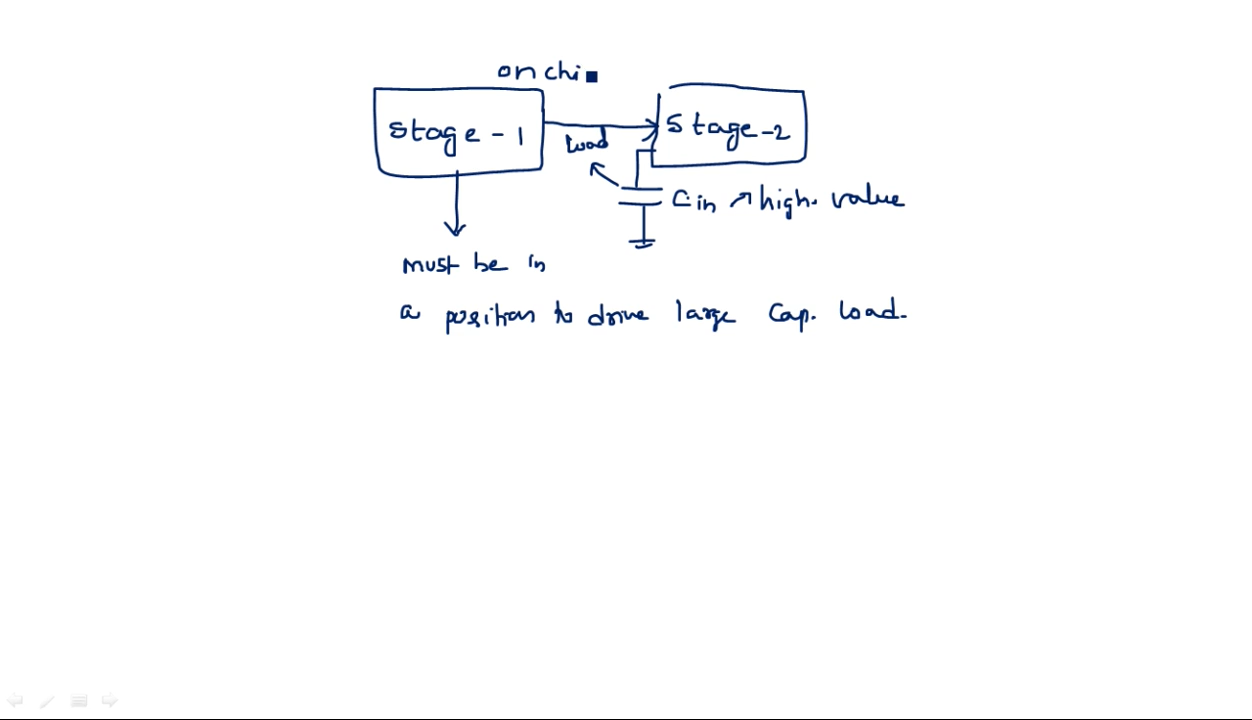 on chi
Stage - 1
load
Stage - 2
Cin ↗ high. value
must be in
a position to drive large Cap. load.